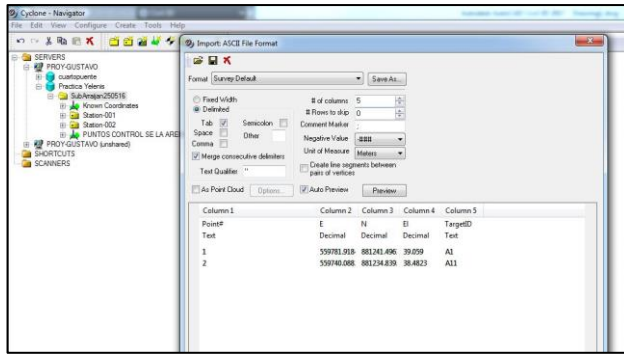 Cyclone - Navigator
File Edit View Configure Create Tools Help
SERVERS
PROY-GUSTAVO
cuartopuente
Practica Yelenis
SubArraijan250516
Known Coordinates
Station-001
Station-002
PUNTOS CONTROL SE LA ARE
PROY-GUSTAVO (unshared)
SHORTCUTS
SCANNERS
Import: ASCII File Format
Format Survey Default Save As...
Fixed Width
Delimited
Tab Semicolon
Space Other
Comma
Merge consecutive delimiters
Text Qualifier "
# of columns 5
# Rows to skip 0
Comment Marker ;
Negative Value -###
Unit of Measure Meters
Create line segments between pairs of vertices
As Point Cloud Options... Auto Preview Preview
Column 1 Column 2 Column 3 Column 4 Column 5
Point# E N El TargetID
Text Decimal Decimal Decimal Text
1 559781.918 881241.496 39.059 A1
2 559740.088 881234.839 38.4823 A11